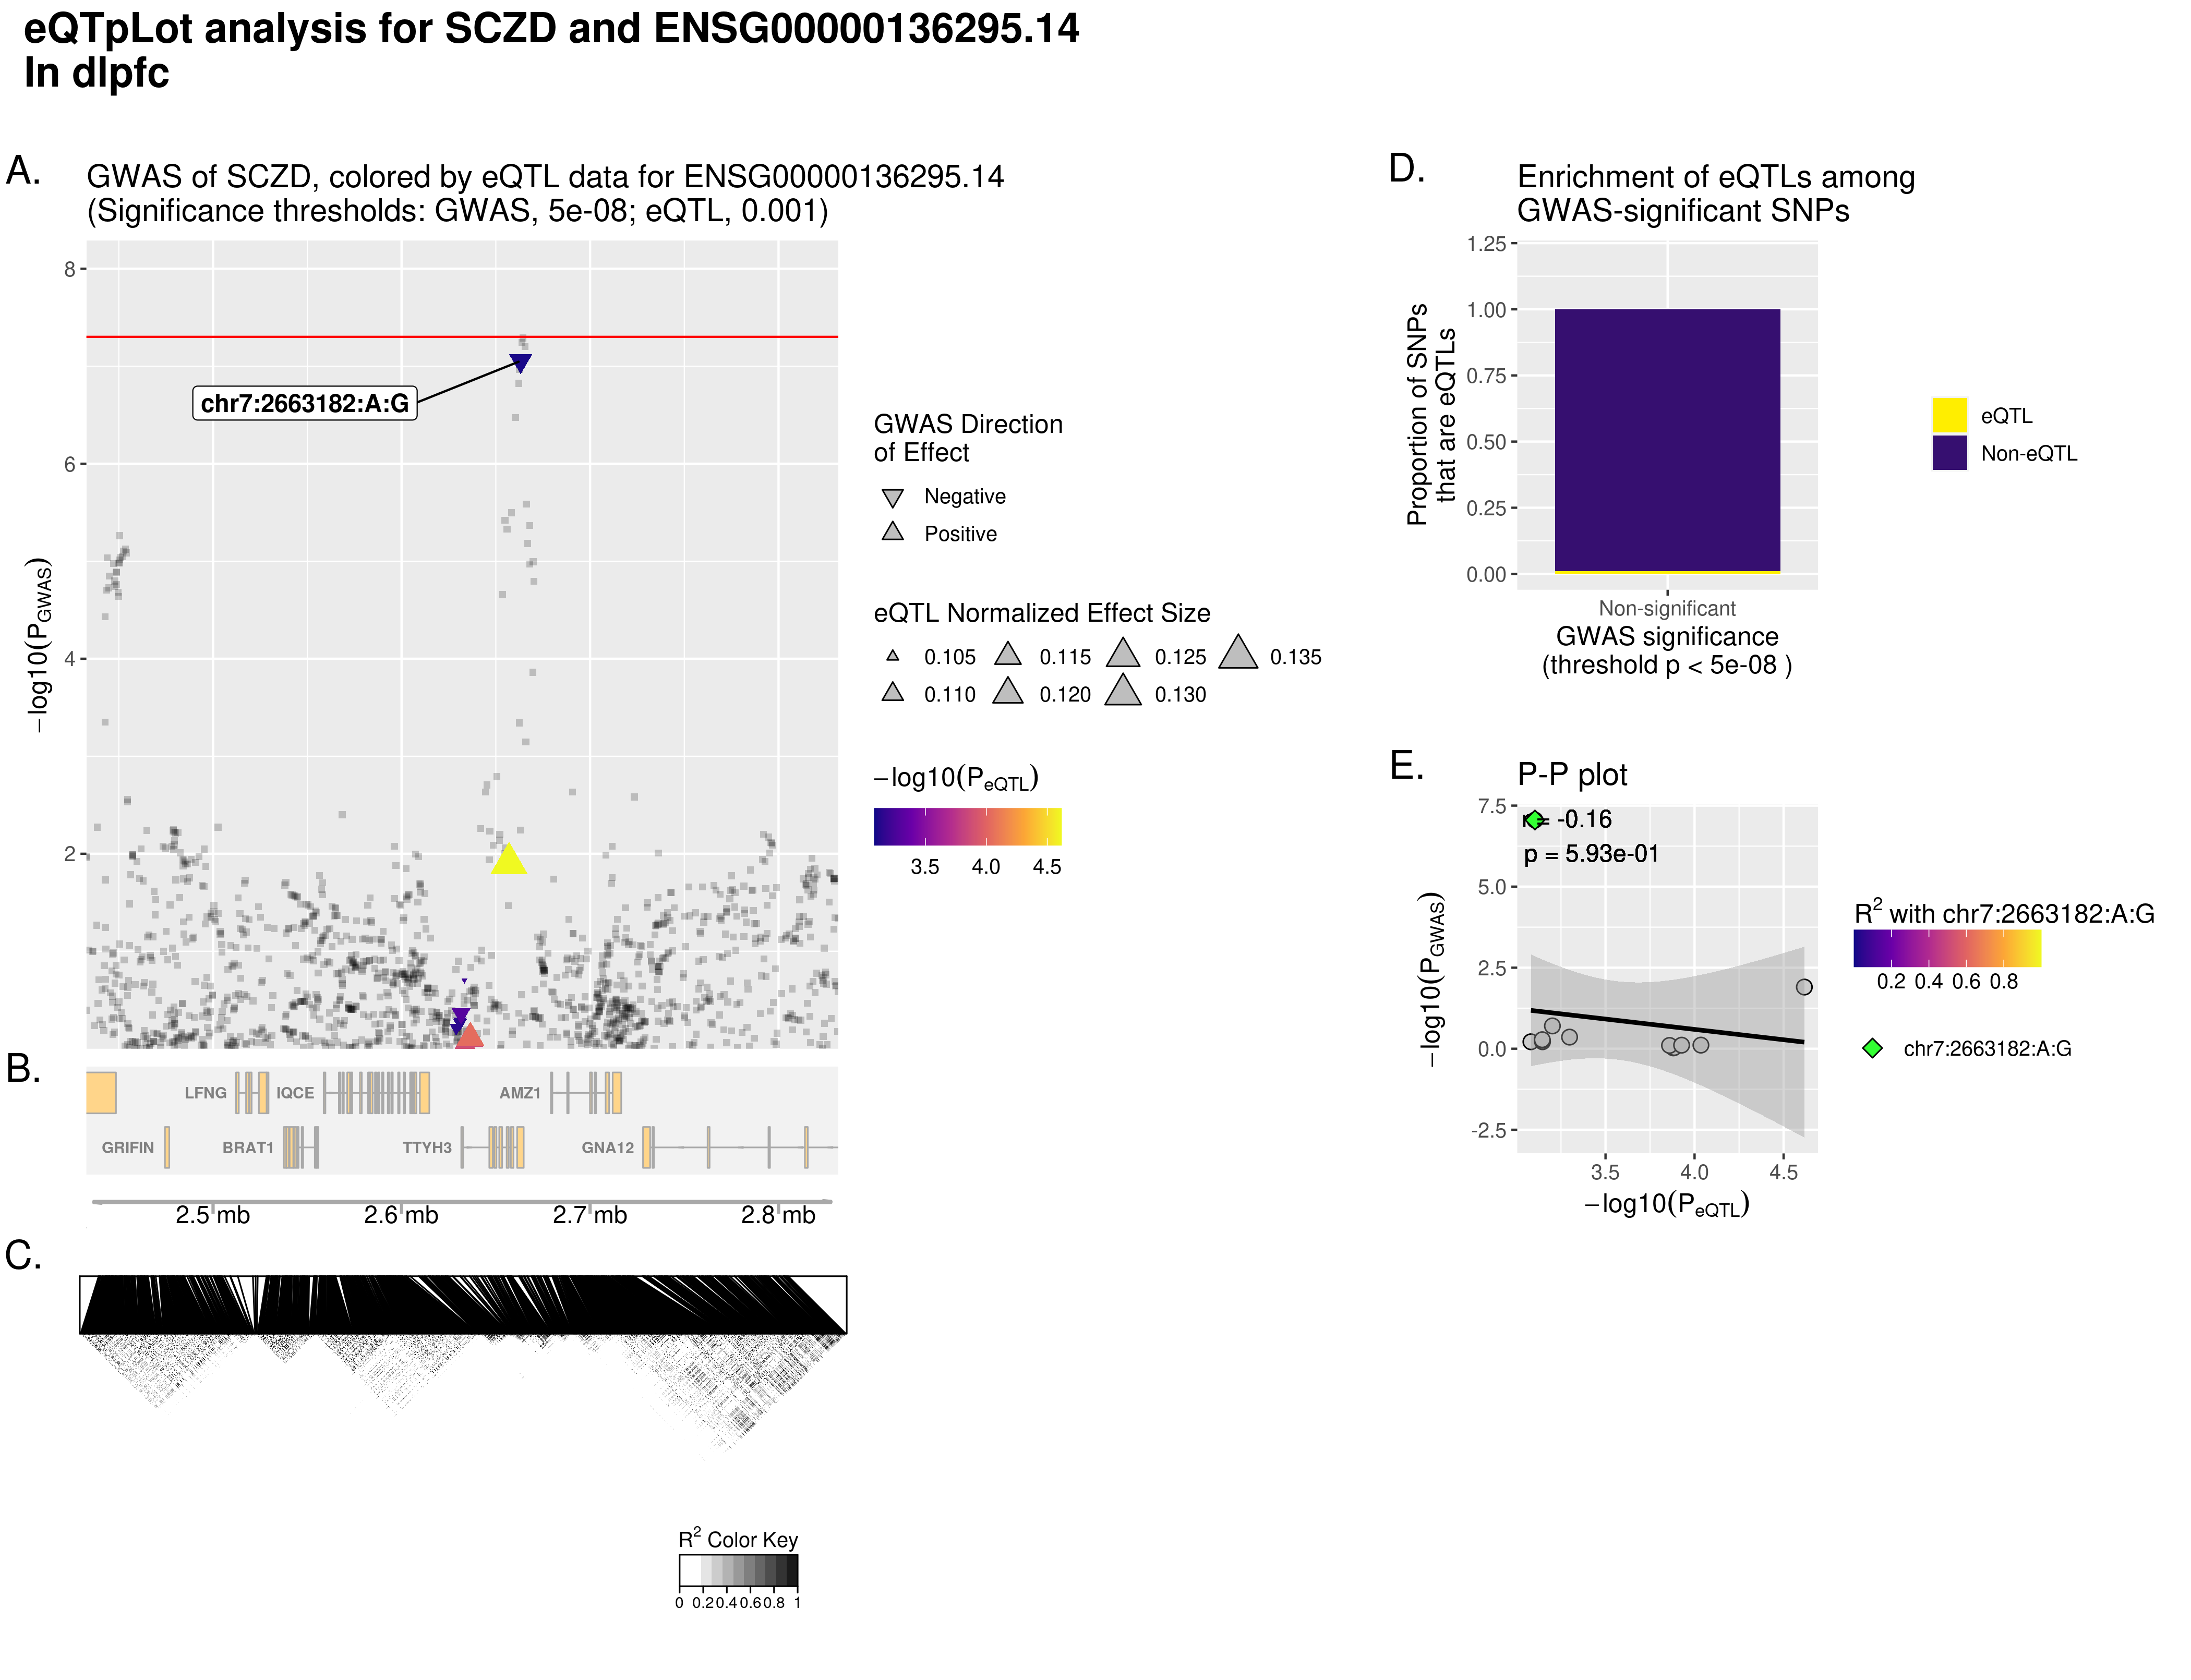 eQTpLot analysis for SCZD and ENSG00000136295.14
In dlpfc
A.
GWAS of SCZD, colored by eQTL data for ENSG00000136295.14
(Significance thresholds: GWAS, 5e-08; eQTL, 0.001)
8
6
4
2
−log10(PGWAS)
chr7:2663182:A:G
GWAS Direction
of Effect
Negative
Positive
eQTL Normalized Effect Size
0.105
0.115
0.125
0.135
0.110
0.120
0.130
−log10(PeQTL)
3.5
4.0
4.5
B.
LFNG
IQCE
AMZ1
GRIFIN
BRAT1
TTYH3
GNA12
2.5 mb
2.6 mb
2.7 mb
2.8 mb
C.
R2 Color Key
0 0.2 0.4 0.6 0.8 1
D.
Enrichment of eQTLs among
GWAS-significant SNPs
Proportion of SNPs
that are eQTLs
1.25
1.00
0.75
0.50
0.25
0.00
Non-significant
GWAS significance
(threshold p < 5e-08 )
eQTL
Non-eQTL
E.
P-P plot
−log10(PGWAS)
7.5
5.0
2.5
0.0
-2.5
r = -0.16
p = 5.93e-01
3.5
4.0
4.5
−log10(PeQTL)
R2 with chr7:2663182:A:G
0.2 0.4 0.6 0.8
chr7:2663182:A:G